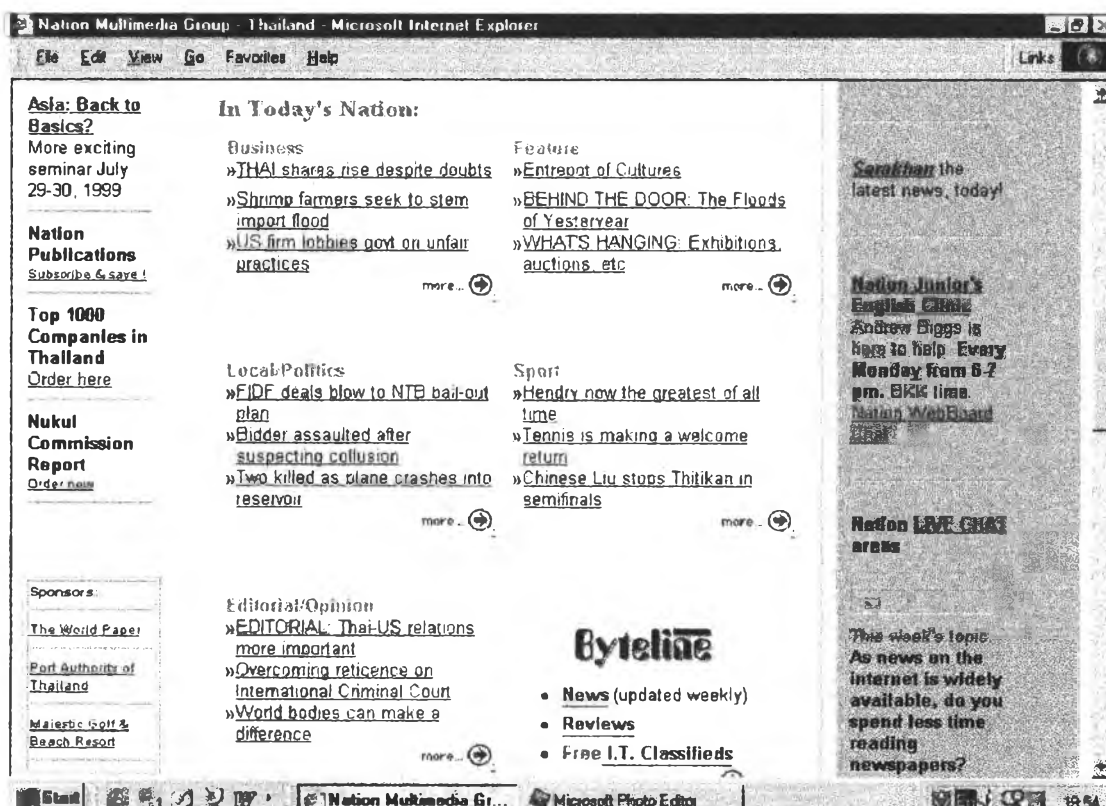 Nation Multimedia Group - Thailand - Microsoft Internet Explorer
File Edit View Go Favorites Help
Links
Asia: Back to
Basics?
More exciting
seminar July
29-30, 1999
Nation
Publications
Subscribe & save !
Top 1000
Companies in
Thailand
Order here
Nukul
Commission
Report
Order now
Sponsors:
The World Paper
Port Authority of
Thailand
Majestic Golf &
Beach Resort
In Today's Nation:
Business
»THAI shares rise despite doubts
»Shrimp farmers seek to stem
import flood
»US firm lobbies govt on unfair
practices
more...
Feature
»Entrepot of Cultures
»BEHIND THE DOOR: The Floods
of Yesteryear
»WHAT'S HANGING: Exhibitions,
auctions, etc
more...
Local/Politics
»FIDF deals blow to NTB bail-out
plan
»Bidder assaulted after
suspecting collusion
»Two killed as plane crashes into
reservoir
more...
Sport
»Hendry now the greatest of all
time
»Tennis is making a welcome
return
»Chinese Liu stops Thitikan in
semifinals
more...
Editorial/Opinion
»EDITORIAL: Thai-US relations
more important
»Overcoming reticence on
International Criminal Court
»World bodies can make a
difference
more...
Byteline
• News (updated weekly)
• Reviews
• Free I.T. Classifieds
Samakhan the
latest news, today!
Nation Junior's
English Clinic
Andrew Biggs is
here to help. Every
Monday from 6-7
pm. BKK time.
Nation WebBoard
Chat
Nation LIVE CHAT
areas
This week's topic
As news on the
internet is widely
available, do you
spend less time
reading
newspapers?
Start
Nation Multimedia Gr...
Microsoft Photo Editor